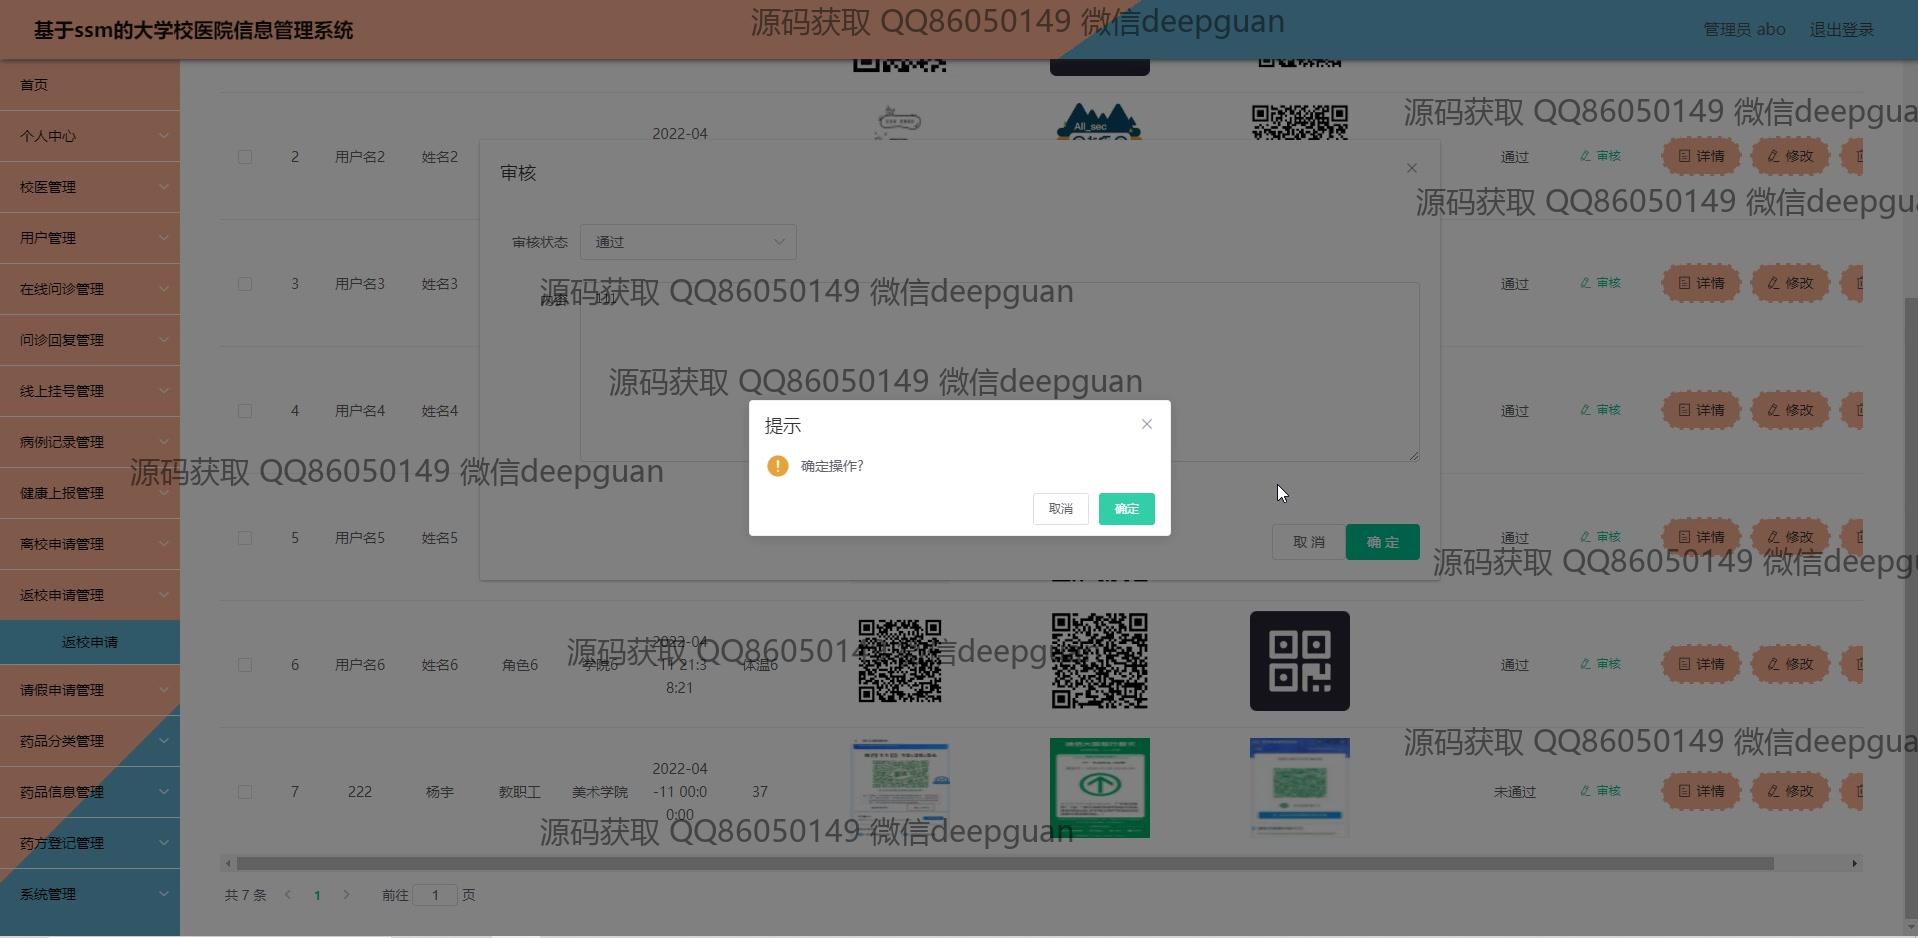 基于ssm的大学校医院信息管理系统
源码获取 QQ86050149 微信deepguan
管理员 abo
退出登录
首页
个人中心
校医管理
用户管理
在线问诊管理
问诊回复管理
线上挂号管理
病例记录管理
健康上报管理
离校申请管理
返校申请管理
返校申请
请假申请管理
药品分类管理
药品信息管理
药方登记管理
系统管理
源码获取 QQ86050149 微信deepgua
2 用户名2 姓名2 2022-04 All_sec 通过 审核 详情 修改
源码获取 QQ86050149 微信deepgu
审核
审核状态 通过
内容 111
源码获取 QQ86050149 微信deepguan
3 用户名3 姓名3 通过 审核 详情 修改
源码获取 QQ86050149 微信deepguan
4 用户名4 姓名4 通过 审核 详情 修改
提示
确定操作?
取消 确定
源码获取 QQ86050149 微信deepguan
取消 确定
5 用户名5 姓名5 通过 审核 详情 修改
源码获取 QQ86050149 微信deepgu
6 用户名6 姓名6 角色6 学院6 2022-04-11 21:38:21 体温6 通过 审核 详情 修改
源码获取 QQ86050149 微信deepguan
源码获取 QQ86050149 微信deepgua
7 222 杨宇 教职工 美术学院 2022-04-11 00:00:00 37 未通过 审核 详情 修改
源码获取 QQ86050149 微信deepguan
共 7 条 1 前往 1 页